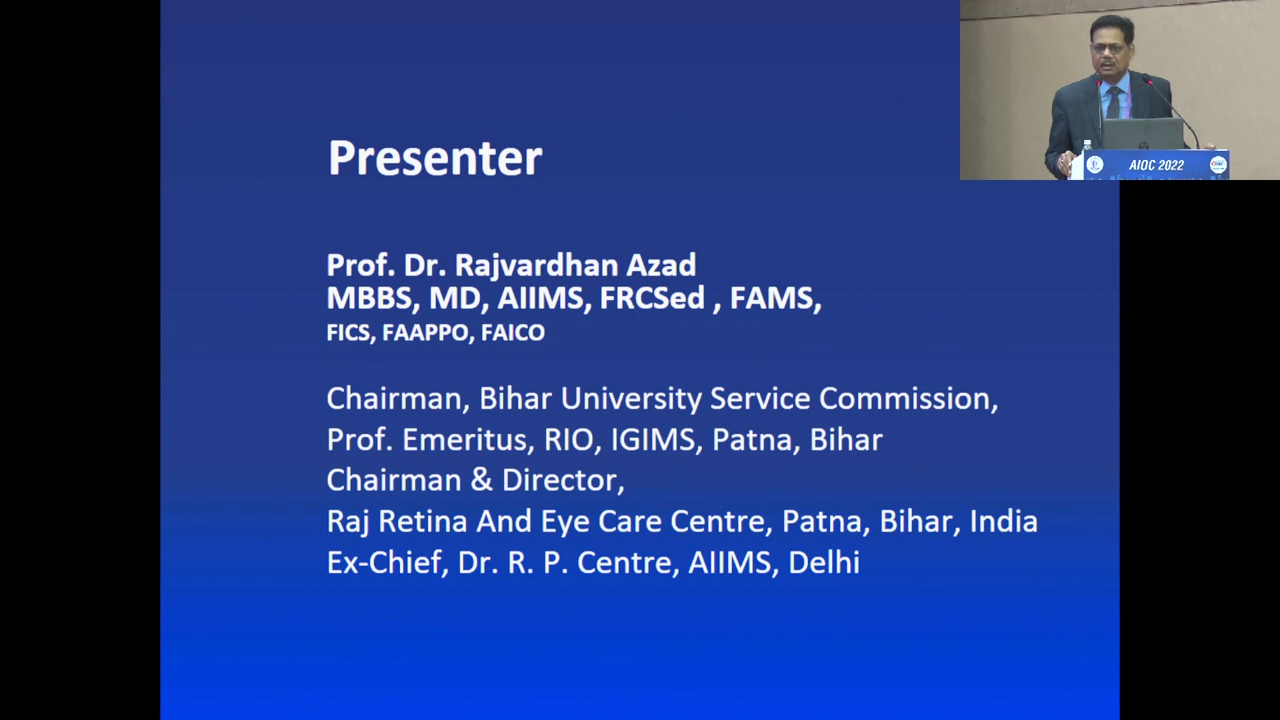 Presenter
Prof. Dr. Rajvardhan Azad
MBBS, MD, AIIMS, FRCSed , FAMS,
FICS, FAAPPO, FAICO
Chairman, Bihar University Service Commission,
Prof. Emeritus, RIO, IGIMS, Patna, Bihar
Chairman & Director,
Raj Retina And Eye Care Centre, Patna, Bihar, India
Ex-Chief, Dr. R. P. Centre, AIIMS, Delhi
AIOC 2022